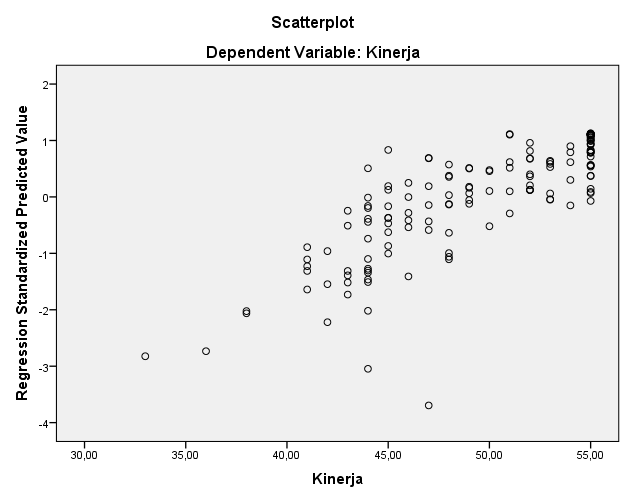 Scatterplot
Dependent Variable: Kinerja
Regression Standardized Predicted Value
2
1
0
-1
-2
-3
-4
30,00 35,00 40,00 45,00 50,00 55,00
Kinerja